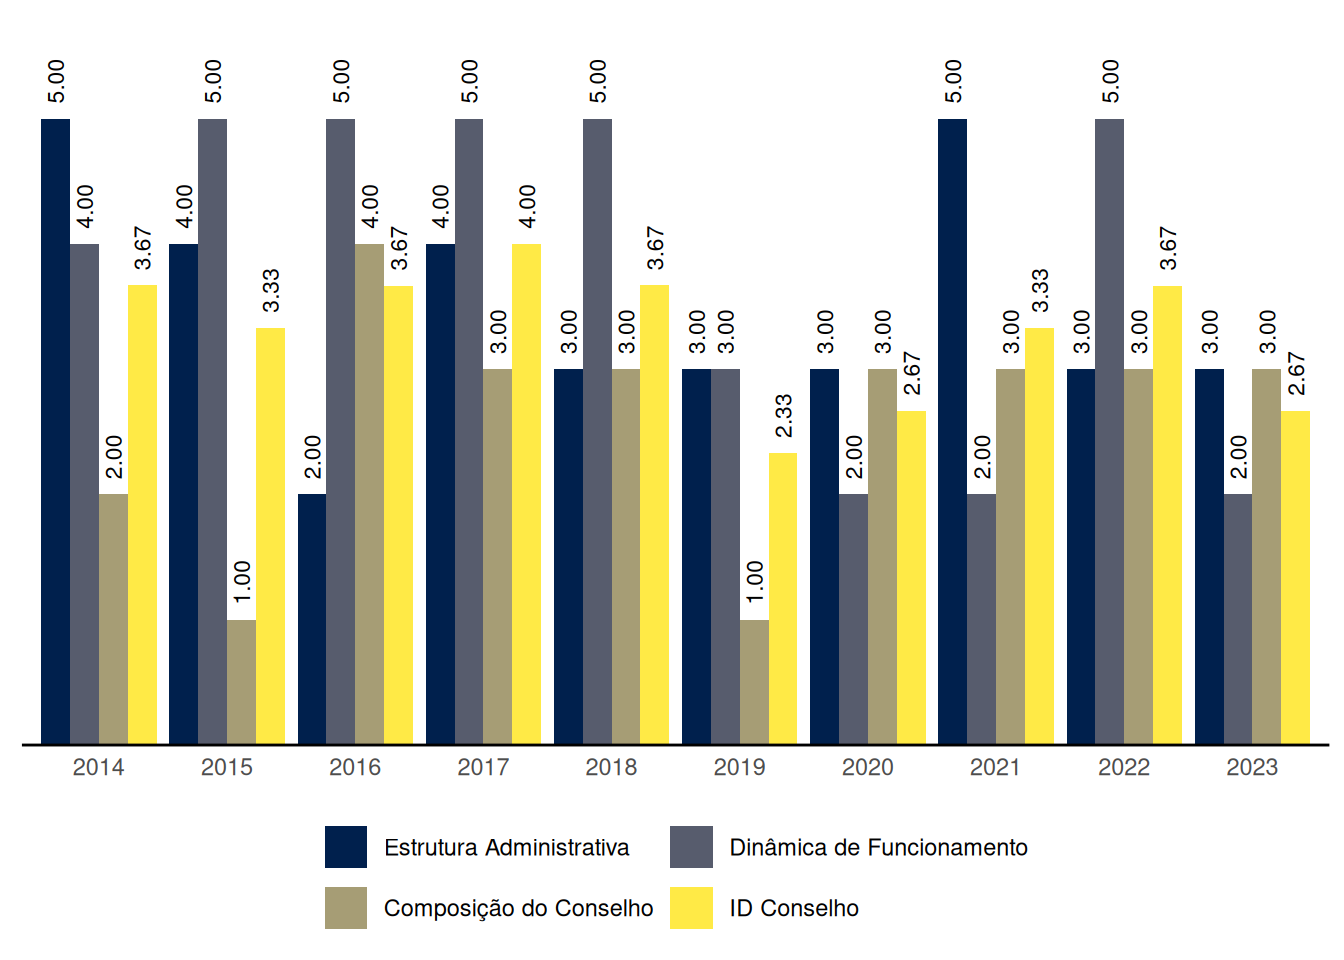 5.00 4.00 2.00 3.67 4.00 5.00 1.00 3.33 2.00 5.00 4.00 3.67 4.00 5.00 3.00 4.00 3.00 5.00 3.00 3.67 3.00 3.00 1.00 2.33 3.00 2.00 3.00 2.67 5.00 2.00 3.00 3.33 3.00 5.00 3.00 3.67 3.00 2.00 3.00 2.67
2014 2015 2016 2017 2018 2019 2020 2021 2022 2023
Estrutura Administrativa Dinâmica de Funcionamento
Composição do Conselho ID Conselho